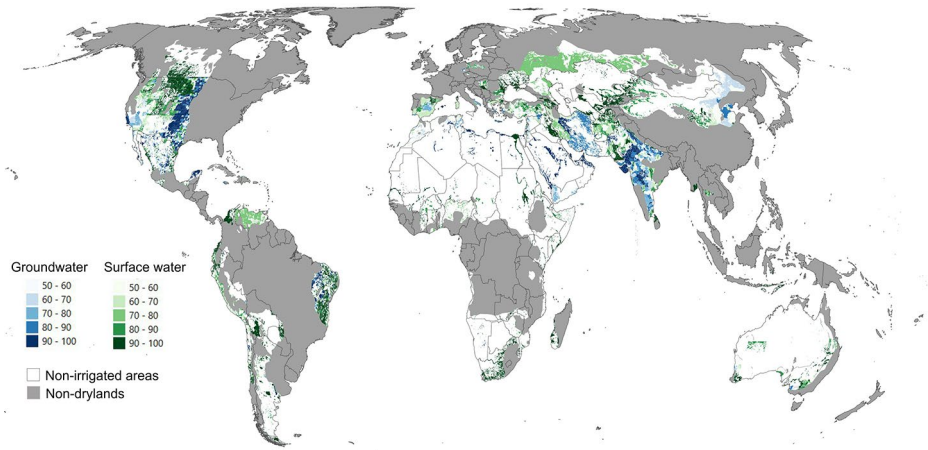 Groundwater Surface water
50 - 60 50 - 60
60 - 70 60 - 70
70 - 80 70 - 80
80 - 90 80 - 90
90 - 100 90 - 100
Non-irrigated areas
Non-drylands